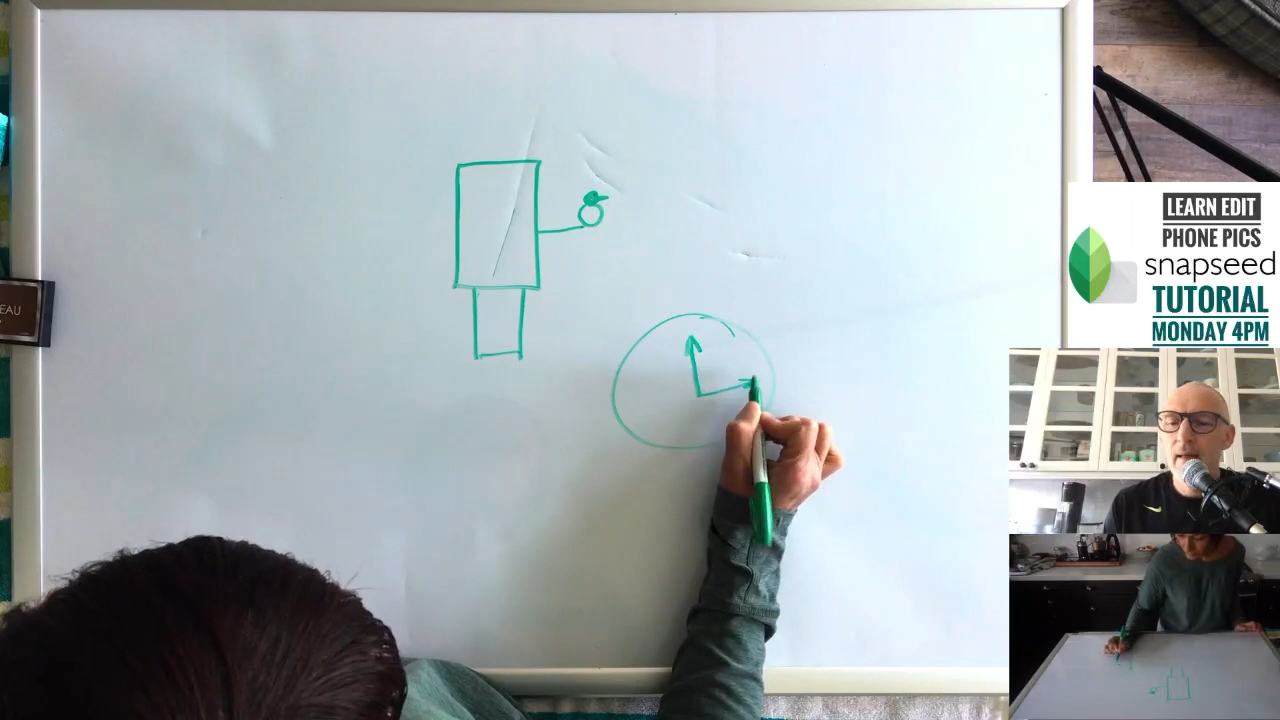 LEARN EDIT
PHONE PICS
snapseed
TUTORIAL
MONDAY 4PM
EAU